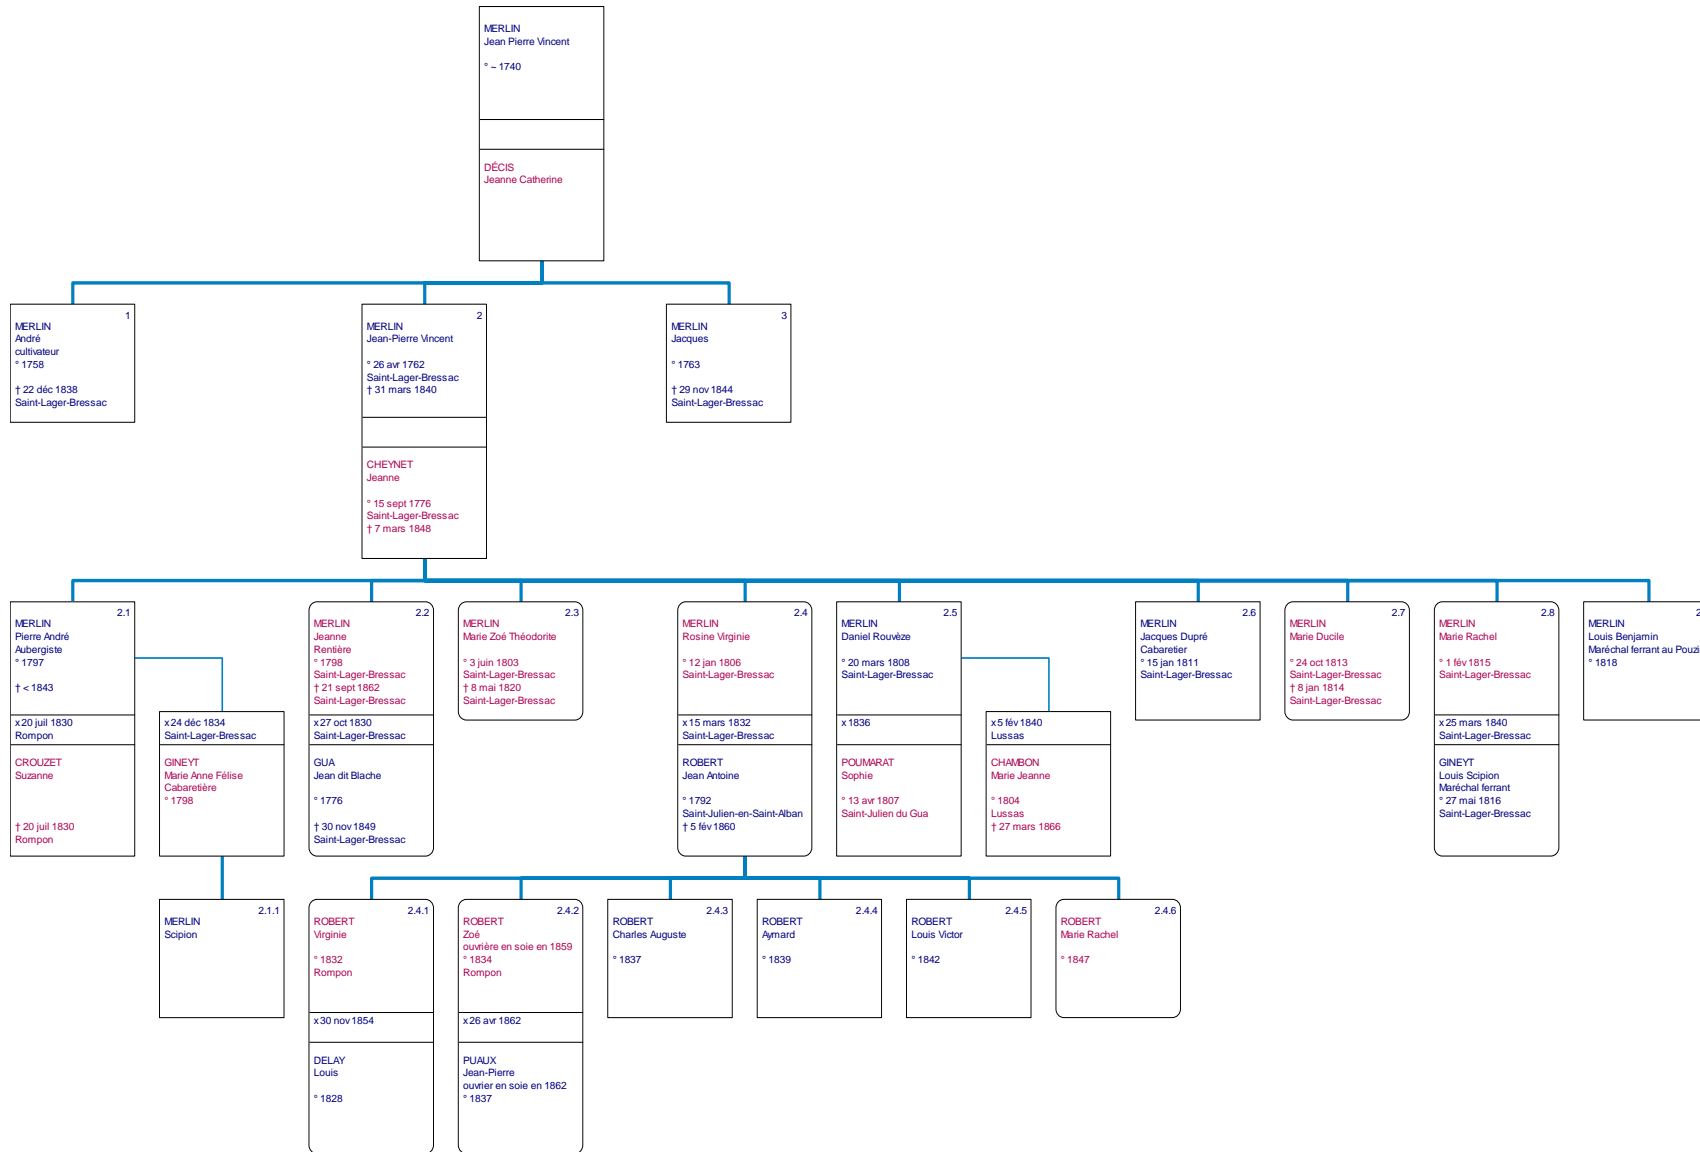 MERLIN
Jean Pierre Vincent
° ~ 1740
DÉCIS
Jeanne Catherine
1
MERLIN
André
cultivateur
° 1758
† 22 déc 1838
Saint-Lager-Bressac
2
MERLIN
Jean-Pierre Vincent
° 26 avr 1762
Saint-Lager-Bressac
† 31 mars 1840
CHEYNET
Jeanne
° 15 sept 1776
Saint-Lager-Bressac
† 7 mars 1848
3
MERLIN
Jacques
° 1763
† 29 nov 1844
Saint-Lager-Bressac
2.1
MERLIN
Pierre André
Aubergiste
° 1797
† < 1843
x 20 juil 1830
Rompon
CROUZET
Suzanne
† 20 juil 1830
Rompon
x 24 déc 1834
Saint-Lager-Bressac
GINEYT
Marie Anne Félise
Cabaretière
° 1798
2.2
MERLIN
Jeanne
Rentière
° 1798
Saint-Lager-Bressac
† 21 sept 1862
Saint-Lager-Bressac
x 27 oct 1830
Saint-Lager-Bressac
GUA
Jean dit Blache
° 1776
† 30 nov 1849
Saint-Lager-Bressac
2.3
MERLIN
Marie Zoé Théodorite
° 3 juin 1803
Saint-Lager-Bressac
† 8 mai 1820
Saint-Lager-Bressac
2.4
MERLIN
Rosine Virginie
° 12 jan 1806
Saint-Lager-Bressac
x 15 mars 1832
Saint-Lager-Bressac
ROBERT
Jean Antoine
° 1792
Saint-Julien-en-Saint-Alban
† 5 fév 1860
2.5
MERLIN
Daniel Rouvèze
° 20 mars 1808
Saint-Lager-Bressac
x 1836
POUMARAT
Sophie
° 13 avr 1807
Saint-Julien du Gua
x 5 fév 1840
Lussas
CHAMBON
Marie Jeanne
° 1804
Lussas
† 27 mars 1866
2.6
MERLIN
Jacques Dupré
Cabaretier
° 15 jan 1811
Saint-Lager-Bressac
2.7
MERLIN
Marie Ducile
° 24 oct 1813
Saint-Lager-Bressac
† 8 jan 1814
Saint-Lager-Bressac
2.8
MERLIN
Marie Rachel
° 1 fév 1815
Saint-Lager-Bressac
x 25 mars 1840
Saint-Lager-Bressac
GINEYT
Louis Scipion
Maréchal ferrant
° 27 mai 1816
Saint-Lager-Bressac
MERLIN
Louis Benjamin
Maréchal ferrant au Pouzi
° 1818
2.1.1
MERLIN
Scipion
2.4.1
ROBERT
Virginie
° 1832
Rompon
x 30 nov 1854
DELAY
Louis
° 1828
2.4.2
ROBERT
Zoé
ouvrière en soie en 1859
° 1834
Rompon
x 26 avr 1862
PUAUX
Jean-Pierre
ouvrier en soie en 1862
° 1837
2.4.3
ROBERT
Charles Auguste
° 1837
2.4.4
ROBERT
Aymard
° 1839
2.4.5
ROBERT
Louis Victor
° 1842
2.4.6
ROBERT
Marie Rachel
° 1847